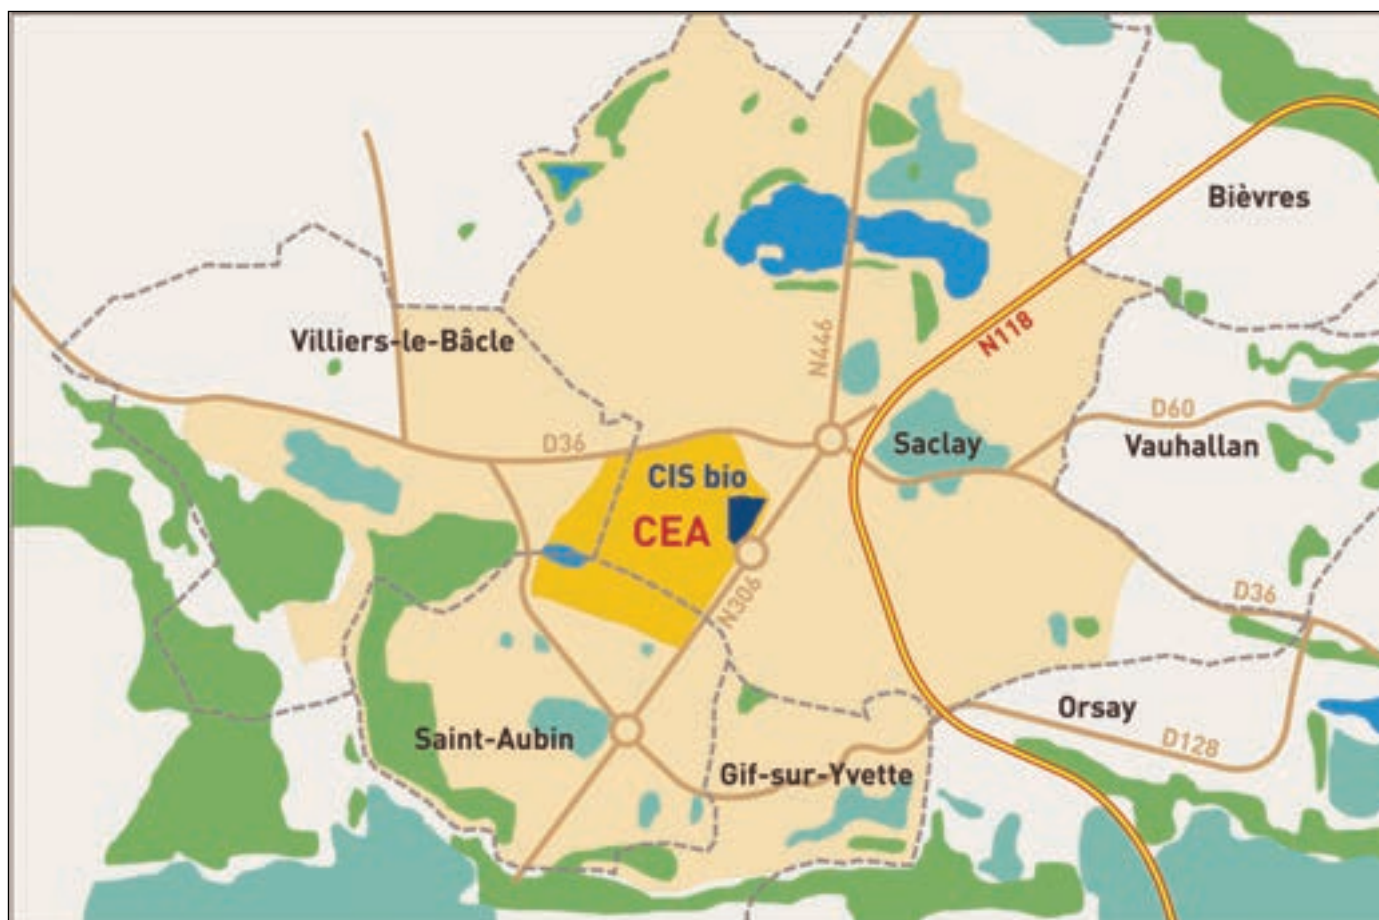 Bièvres
N118
Villiers-le-Bâcle
N446
D60
D36
Saclay
Vauhallan
CIS bio
CEA
N306
D36
Orsay
Saint-Aubin
D128
Gif-sur-Yvette